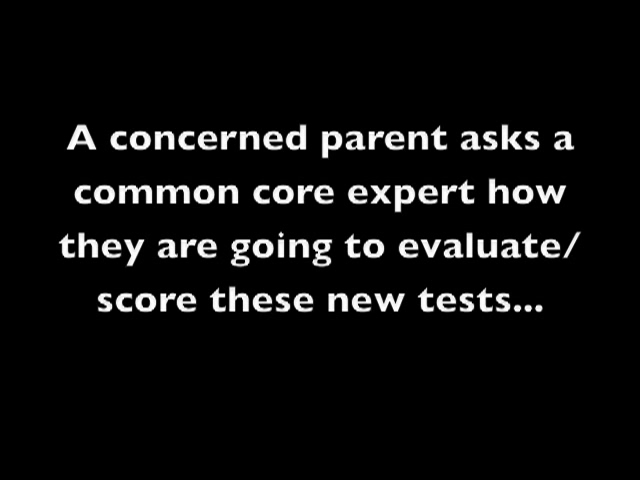 A concerned parent asks a
common core expert how
they are going to evaluate/
score these new tests...